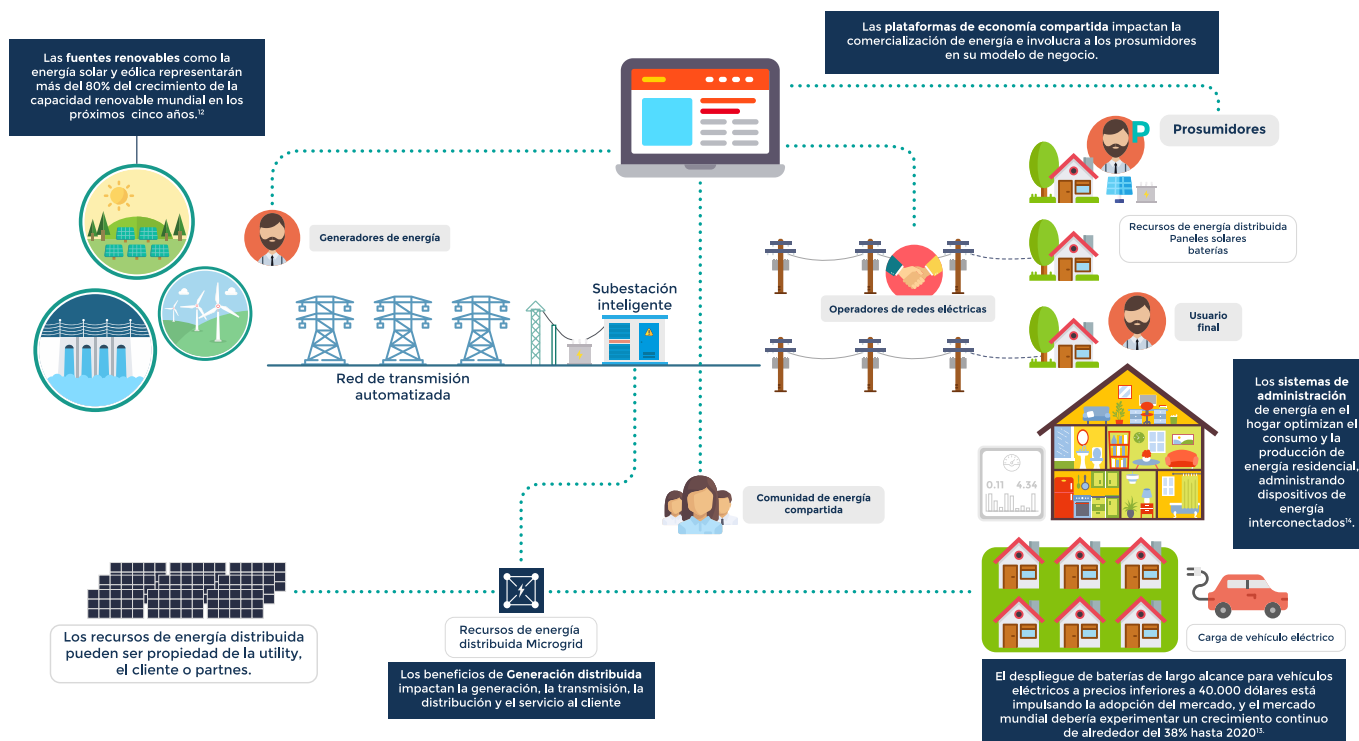 Las fuentes renovables como la
energía solar y eólica representarán
más del 80% del crecimiento de la
capacidad renovable mundial en los
próximos cinco años.¹²
Las plataformas de economía compartida impactan la
comercialización de energía e involucra a los prosumidores
en su modelo de negocio.
P
Prosumidores
Generadores de energía
Recursos de energía distribuida
Paneles solares
baterías
Subestación
inteligente
Operadores de redes eléctricas
Usuario
final
Red de transmisión
automatizada
Los sistemas de
administración
de energía en el
hogar optimizan el
consumo y la
producción de
energía residencial,
administrando
dispositivos de
energía
interconectados¹⁴.
0.11 4.34
Comunidad de energía
compartida
Los recursos de energía distribuida
pueden ser propiedad de la utility,
el cliente o partnes.
Recursos de energía
distribuida Microgrid
Carga de vehículo eléctrico
Los beneficios de Generación distribuida
impactan la generación, la transmisión, la
distribución y el servicio al cliente
El despliegue de baterías de largo alcance para vehículos
eléctricos a precios inferiores a 40.000 dólares está
impulsando la adopción del mercado, y el mercado
mundial debería experimentar un crecimiento continuo
de alrededor del 38% hasta 2020¹³.